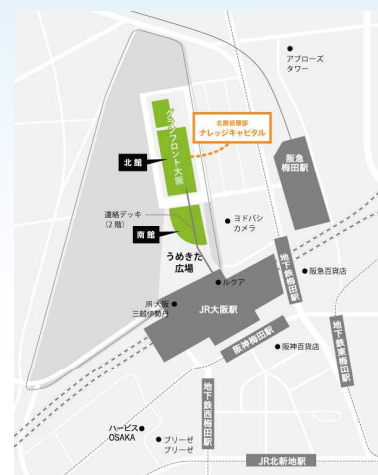 アプローズ
タワー
北館低層部
ナレッジキャピタル
グランフロント大阪
阪急
梅田駅
北館
連絡デッキ
(2階)
南館
ヨドバシ
カメラ
うめきた
広場
地下鉄梅田駅
阪急百貨店
ルクア
JR大阪
三越伊勢丹
JR大阪駅
阪神梅田駅
阪神百貨店
地下鉄東梅田駅
地下鉄西梅田駅
ハービス
OSAKA
ブリーゼ
ブリーゼ
JR北新地駅